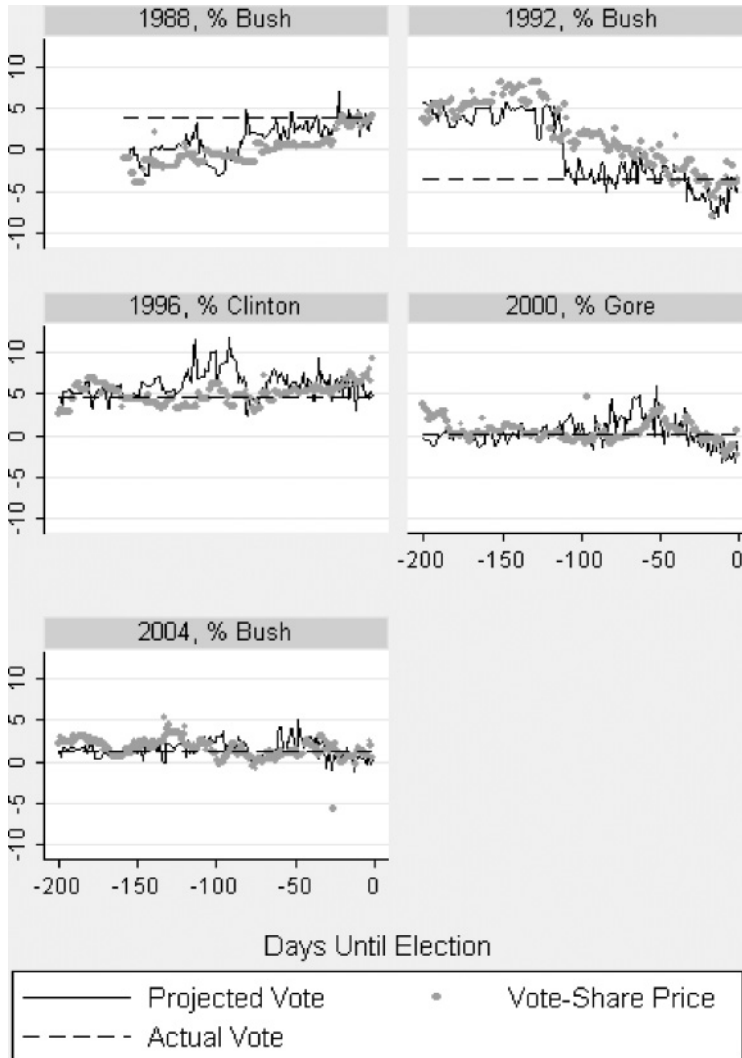 1988, % Bush
1992, % Bush
10
5
0
-5
-10
1996, % Clinton
2000, % Gore
10
5
0
-5
-10
-200 -150 -100 -50 0
2004, % Bush
10
5
0
-5
-10
-200 -150 -100 -50 0
Days Until Election
Projected Vote
Vote-Share Price
Actual Vote